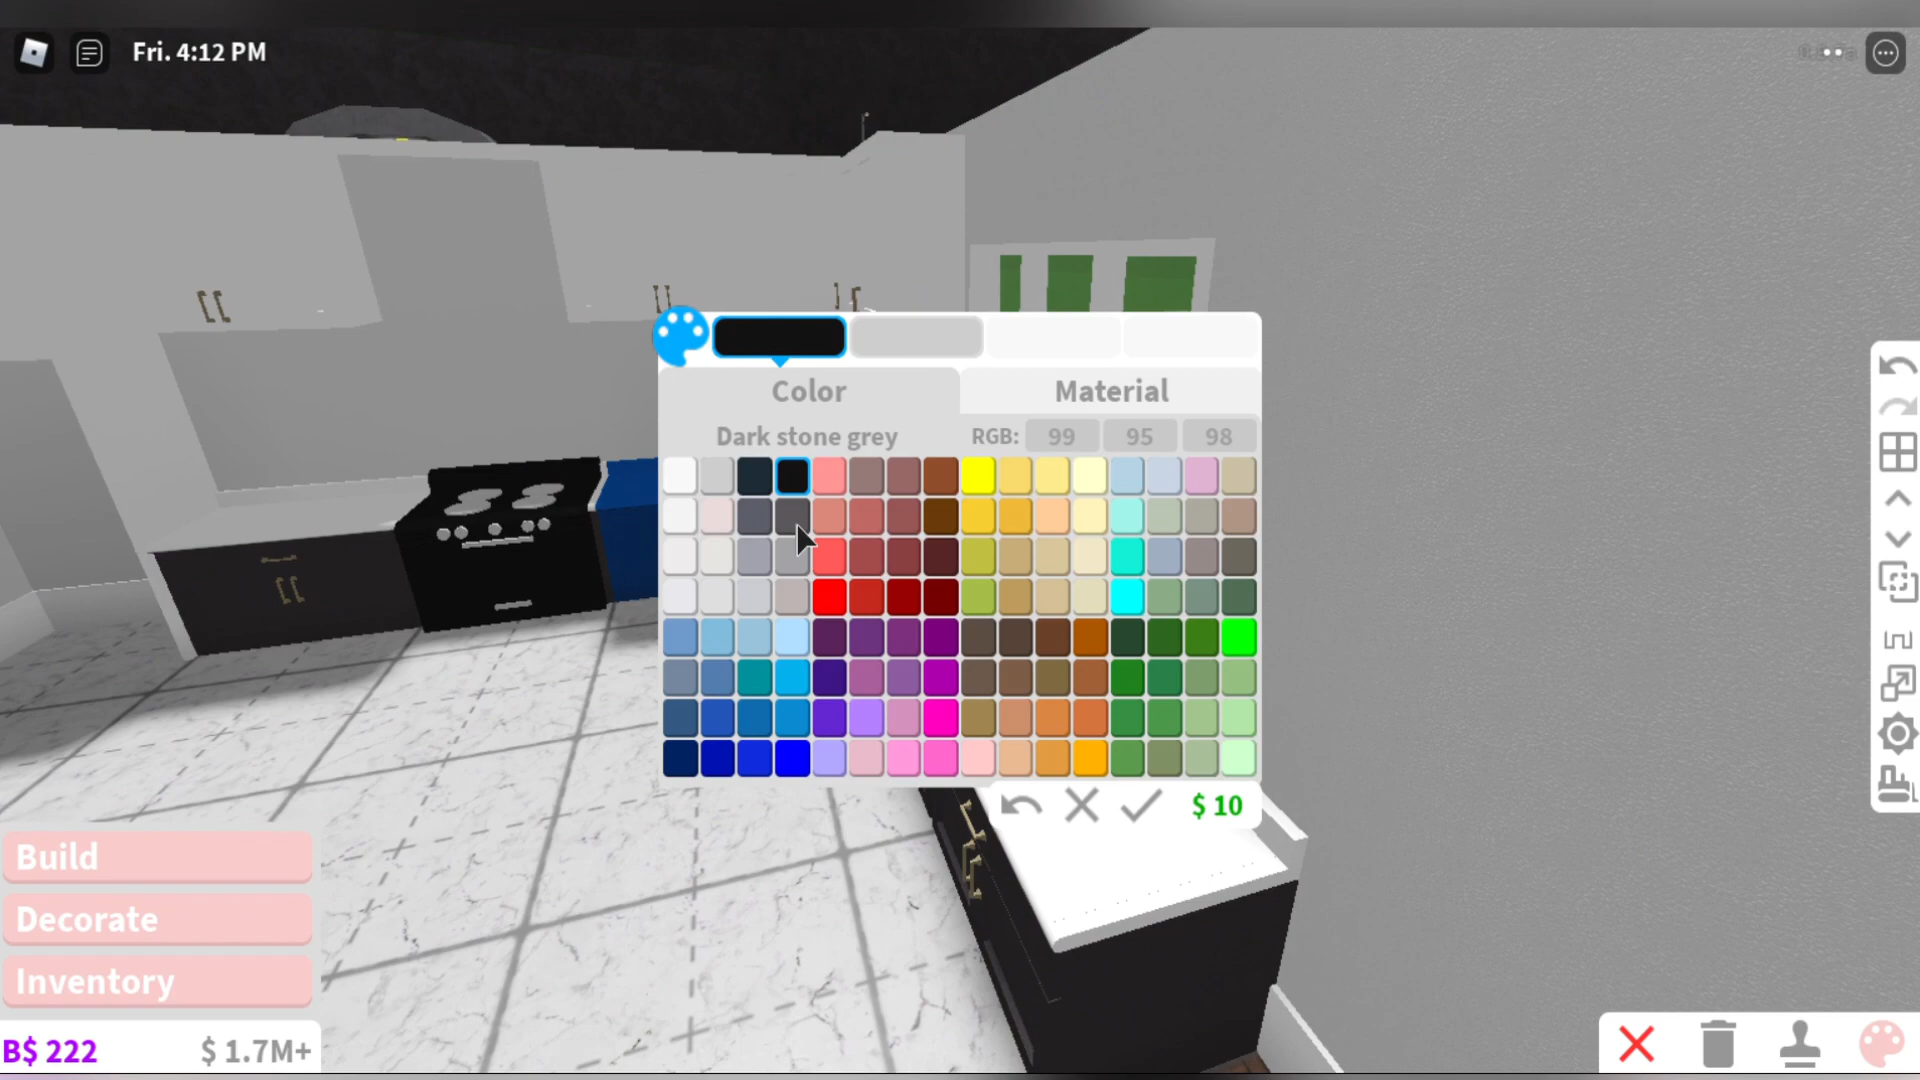 Fri. 4:12 PM
Color
Material
Dark stone grey
RGB: 99 95 98
$ 10
Build
Decorate
Inventory
B$ 222
$ 1.7M+